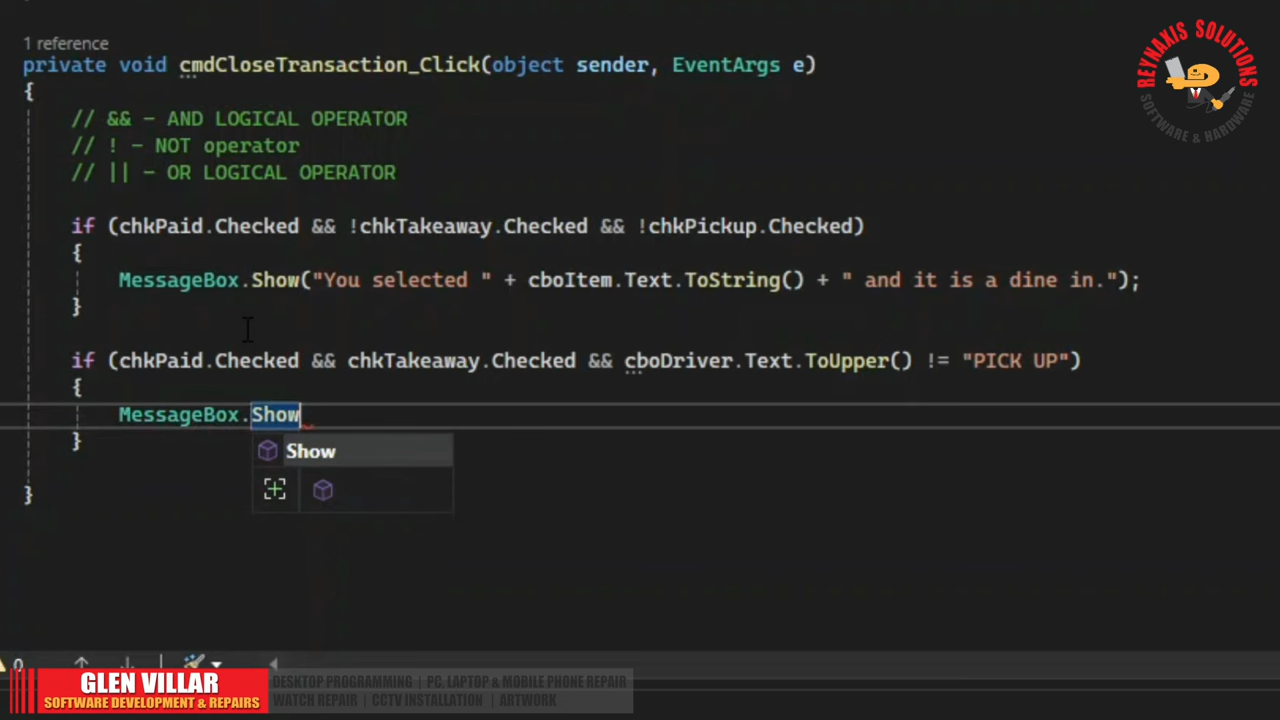 1 reference
private void cmdCloseTransaction_Click(object sender, EventArgs e)
{
// && - AND LOGICAL OPERATOR
// ! - NOT operator
// || - OR LOGICAL OPERATOR
if (chkPaid.Checked && !chkTakeaway.Checked && !chkPickup.Checked)
{
MessageBox.Show("You selected " + cboItem.Text.ToString() + " and it is a dine in.");
}
if (chkPaid.Checked && chkTakeaway.Checked && cboDriver.Text.ToUpper() != "PICK UP")
{
MessageBox.Show
}
Show
}
0
REYNAXIS SOLUTIONS
SOFTWARE & HARDWARE
GLEN VILLAR
SOFTWARE DEVELOPMENT & REPAIRS
DESKTOP PROGRAMMING | PC, LAPTOP & MOBILE PHONE REPAIR
WATCH REPAIR | CCTV INSTALLATION | ARTWORK